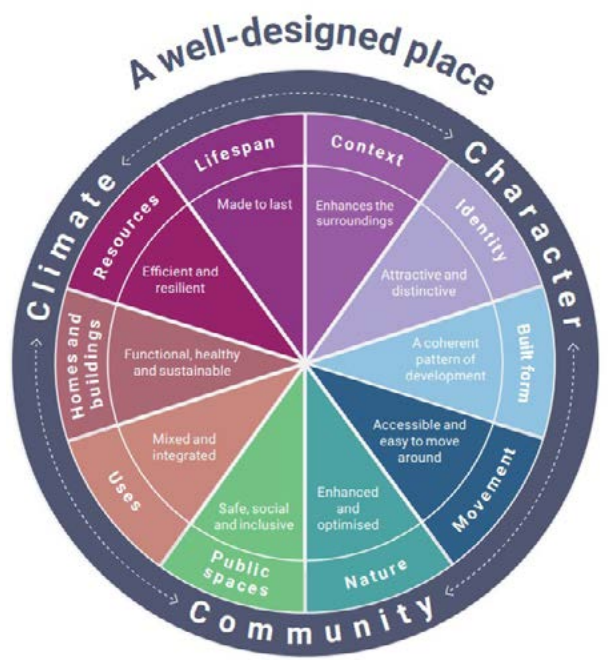 A well-designed place
Climate
Character
Community
Context
Enhances the
surroundings
Identity
Attractive and
distinctive
Built form
A coherent
pattern of
development
Movement
Accessible and
easy to move
around
Nature
Enhanced
and
optimised
Public
spaces
Safe, social
and inclusive
Uses
Mixed and
integrated
Homes and
buildings
Functional, healthy
and sustainable
Resources
Efficient and
resilient
Lifespan
Made to last